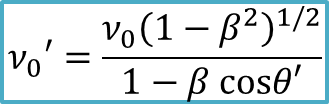 ν₀′ = ν₀(1 − β²)^{1/2} / (1 − β cosθ′)